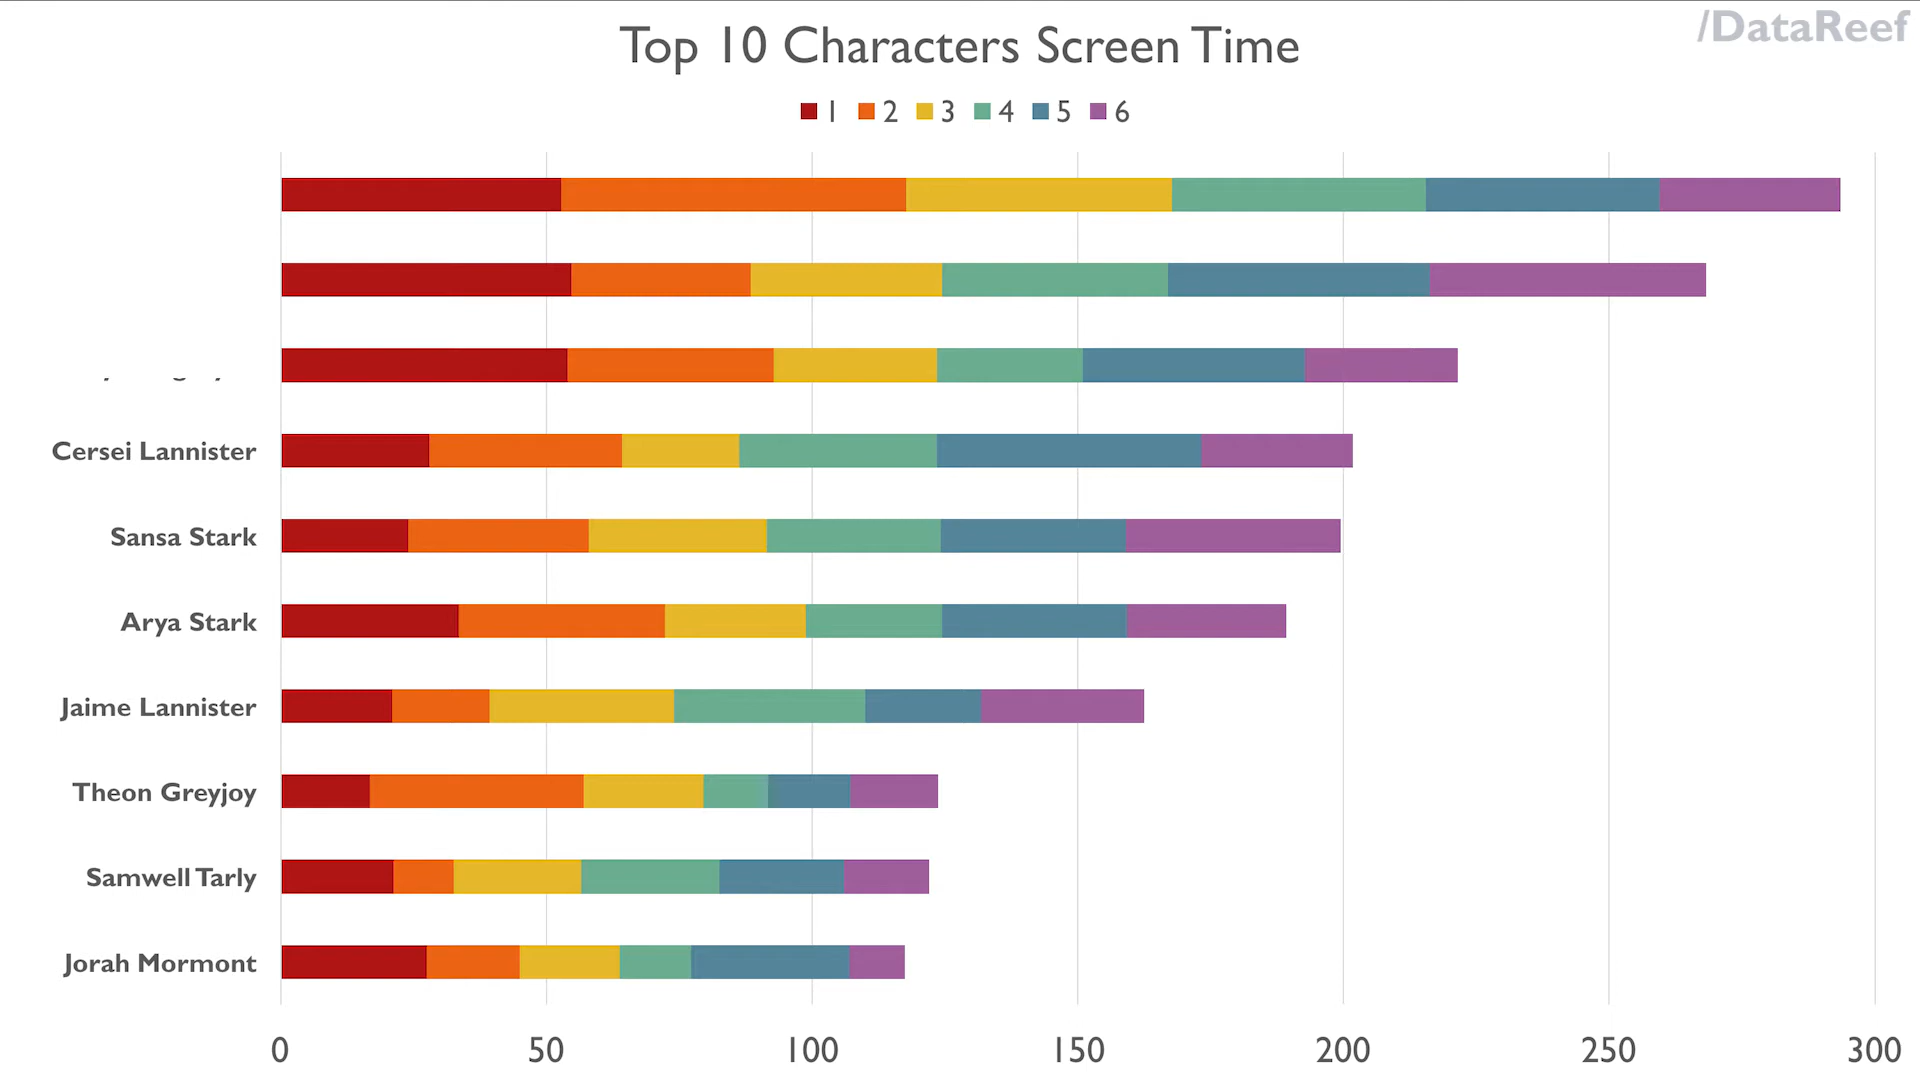 /DataReef
Top 10 Characters Screen Time
1 2 3 4 5 6
Cersei Lannister
Sansa Stark
Arya Stark
Jaime Lannister
Theon Greyjoy
Samwell Tarly
Jorah Mormont
0 50 100 150 200 250 300